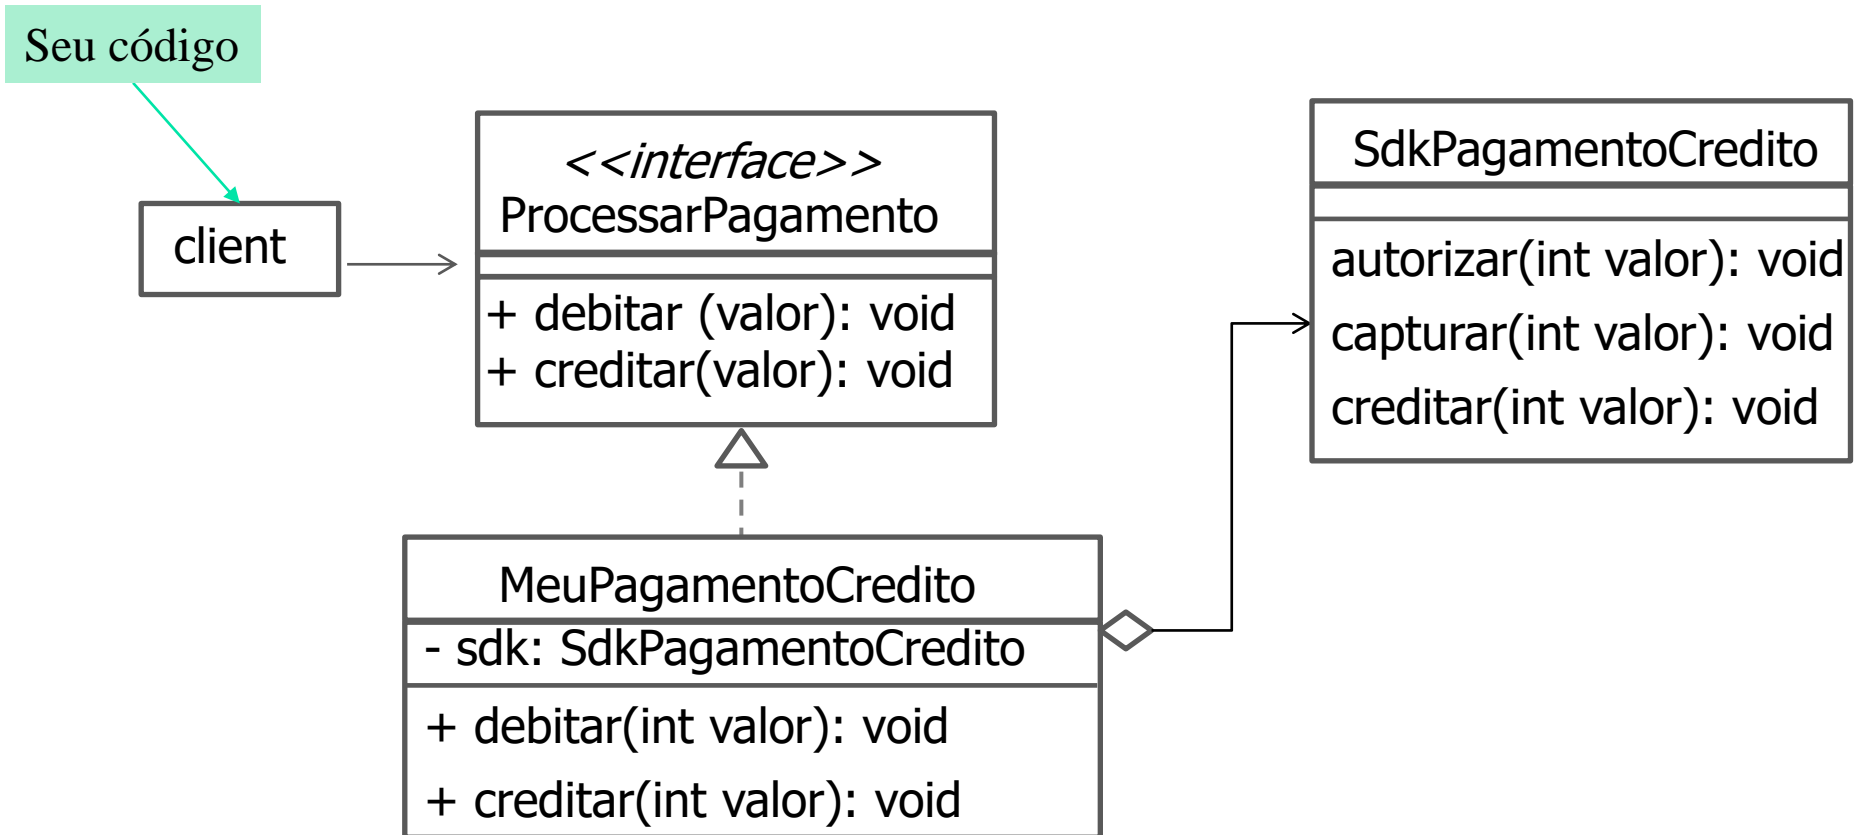 Seu código
client
<<interface>>
ProcessarPagamento
+ debitar (valor): void
+ creditar(valor): void
SdkPagamentoCredito
autorizar(int valor): void
capturar(int valor): void
creditar(int valor): void
MeuPagamentoCredito
- sdk: SdkPagamentoCredito
+ debitar(int valor): void
+ creditar(int valor): void